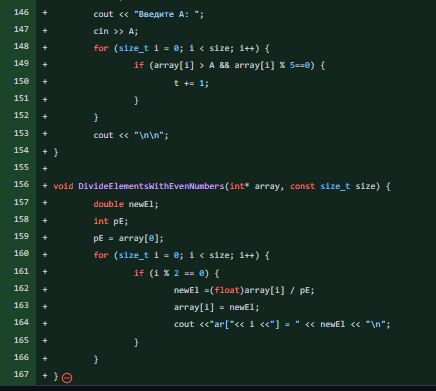 146 + cout << "Введите A: ";
147 + cin >> A;
148 + for (size_t i = 0; i < size; i++) {
149 + if (array[i] > A && array[i] % 5==0) {
150 + t += 1;
151 + }
152 + }
153 + cout << "\n\n";
154 + }
155 +
156 + void DivideElementsWithEvenNumbers(int* array, const size_t size) {
157 + double newEl;
158 + int pE;
159 + pE = array[0];
160 + for (size_t i = 0; i < size; i++) {
161 + if (i % 2 == 0) {
162 + newEl =(float)array[i] / pE;
163 + array[i] = newEl;
164 + cout <<"ar["<< i <<"] = " << newEl << "\n";
165 + }
166 + }
167 + }